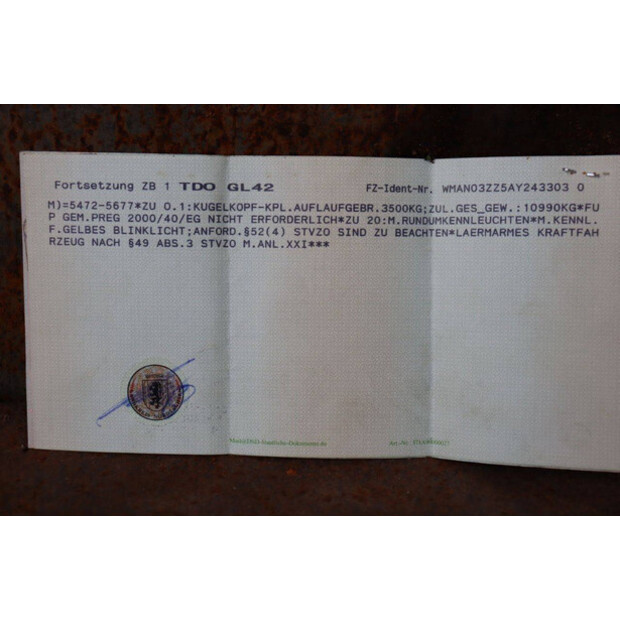 Fortsetzung ZB 1 TDO GL42 FZ-Ident-Nr. WMAN03ZZ5AY243303 0
M)=5472-5677*ZU O.1:KUGELKOPF-KPL.AUFLAUFGEBR.3500KG;ZUL.GES_GEW.:10990KG*FU
P GEM.PREG 2000/40/EG NICHT ERFORDERLICH*ZU 20:M.RUNDUMKENNLEUCHTEN*M.KENNL.
F.GELBES BLINKLICHT;ANFORD.§52(4) STVZO SIND ZU BEACHTEN*LAERMARMES KRAFTFAH
RZEUG NACH §49 ABS.3 STVZO M.ANL.XXI***